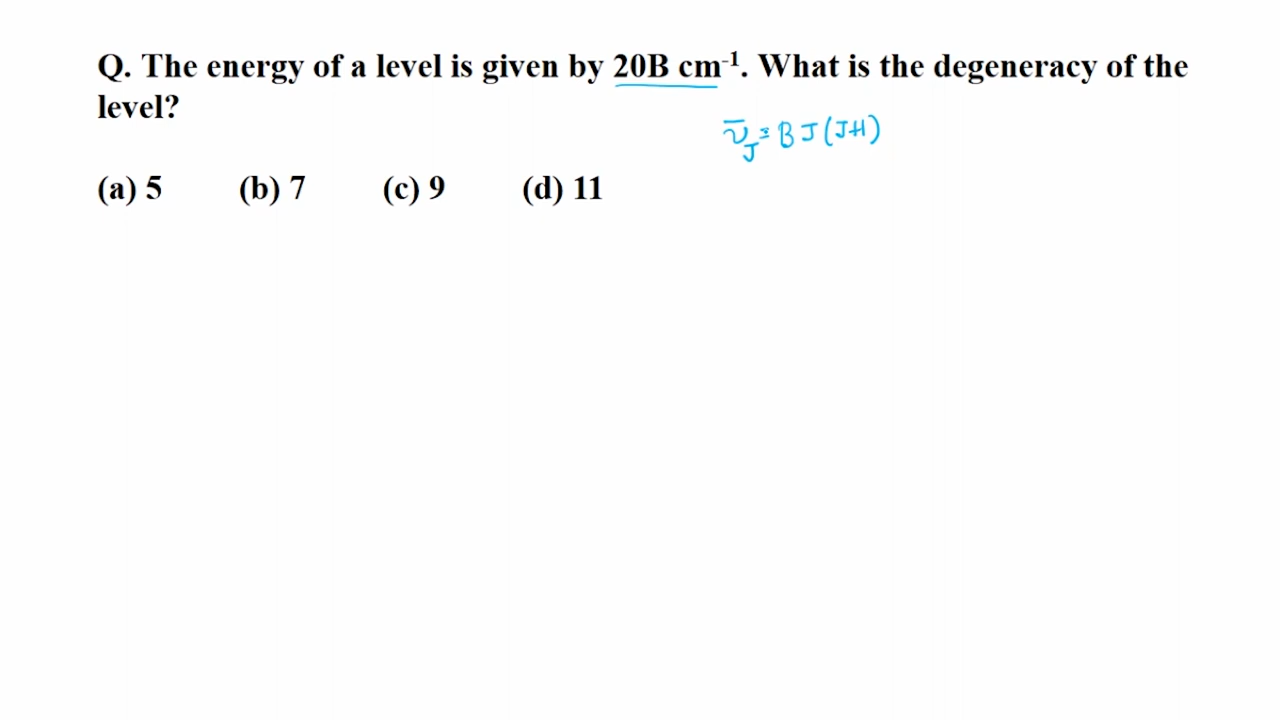 Q. The energy of a level is given by 20B cm⁻¹. What is the degeneracy of the
level?
ν̄_J = B J (J+1)
(a) 5 (b) 7 (c) 9 (d) 11